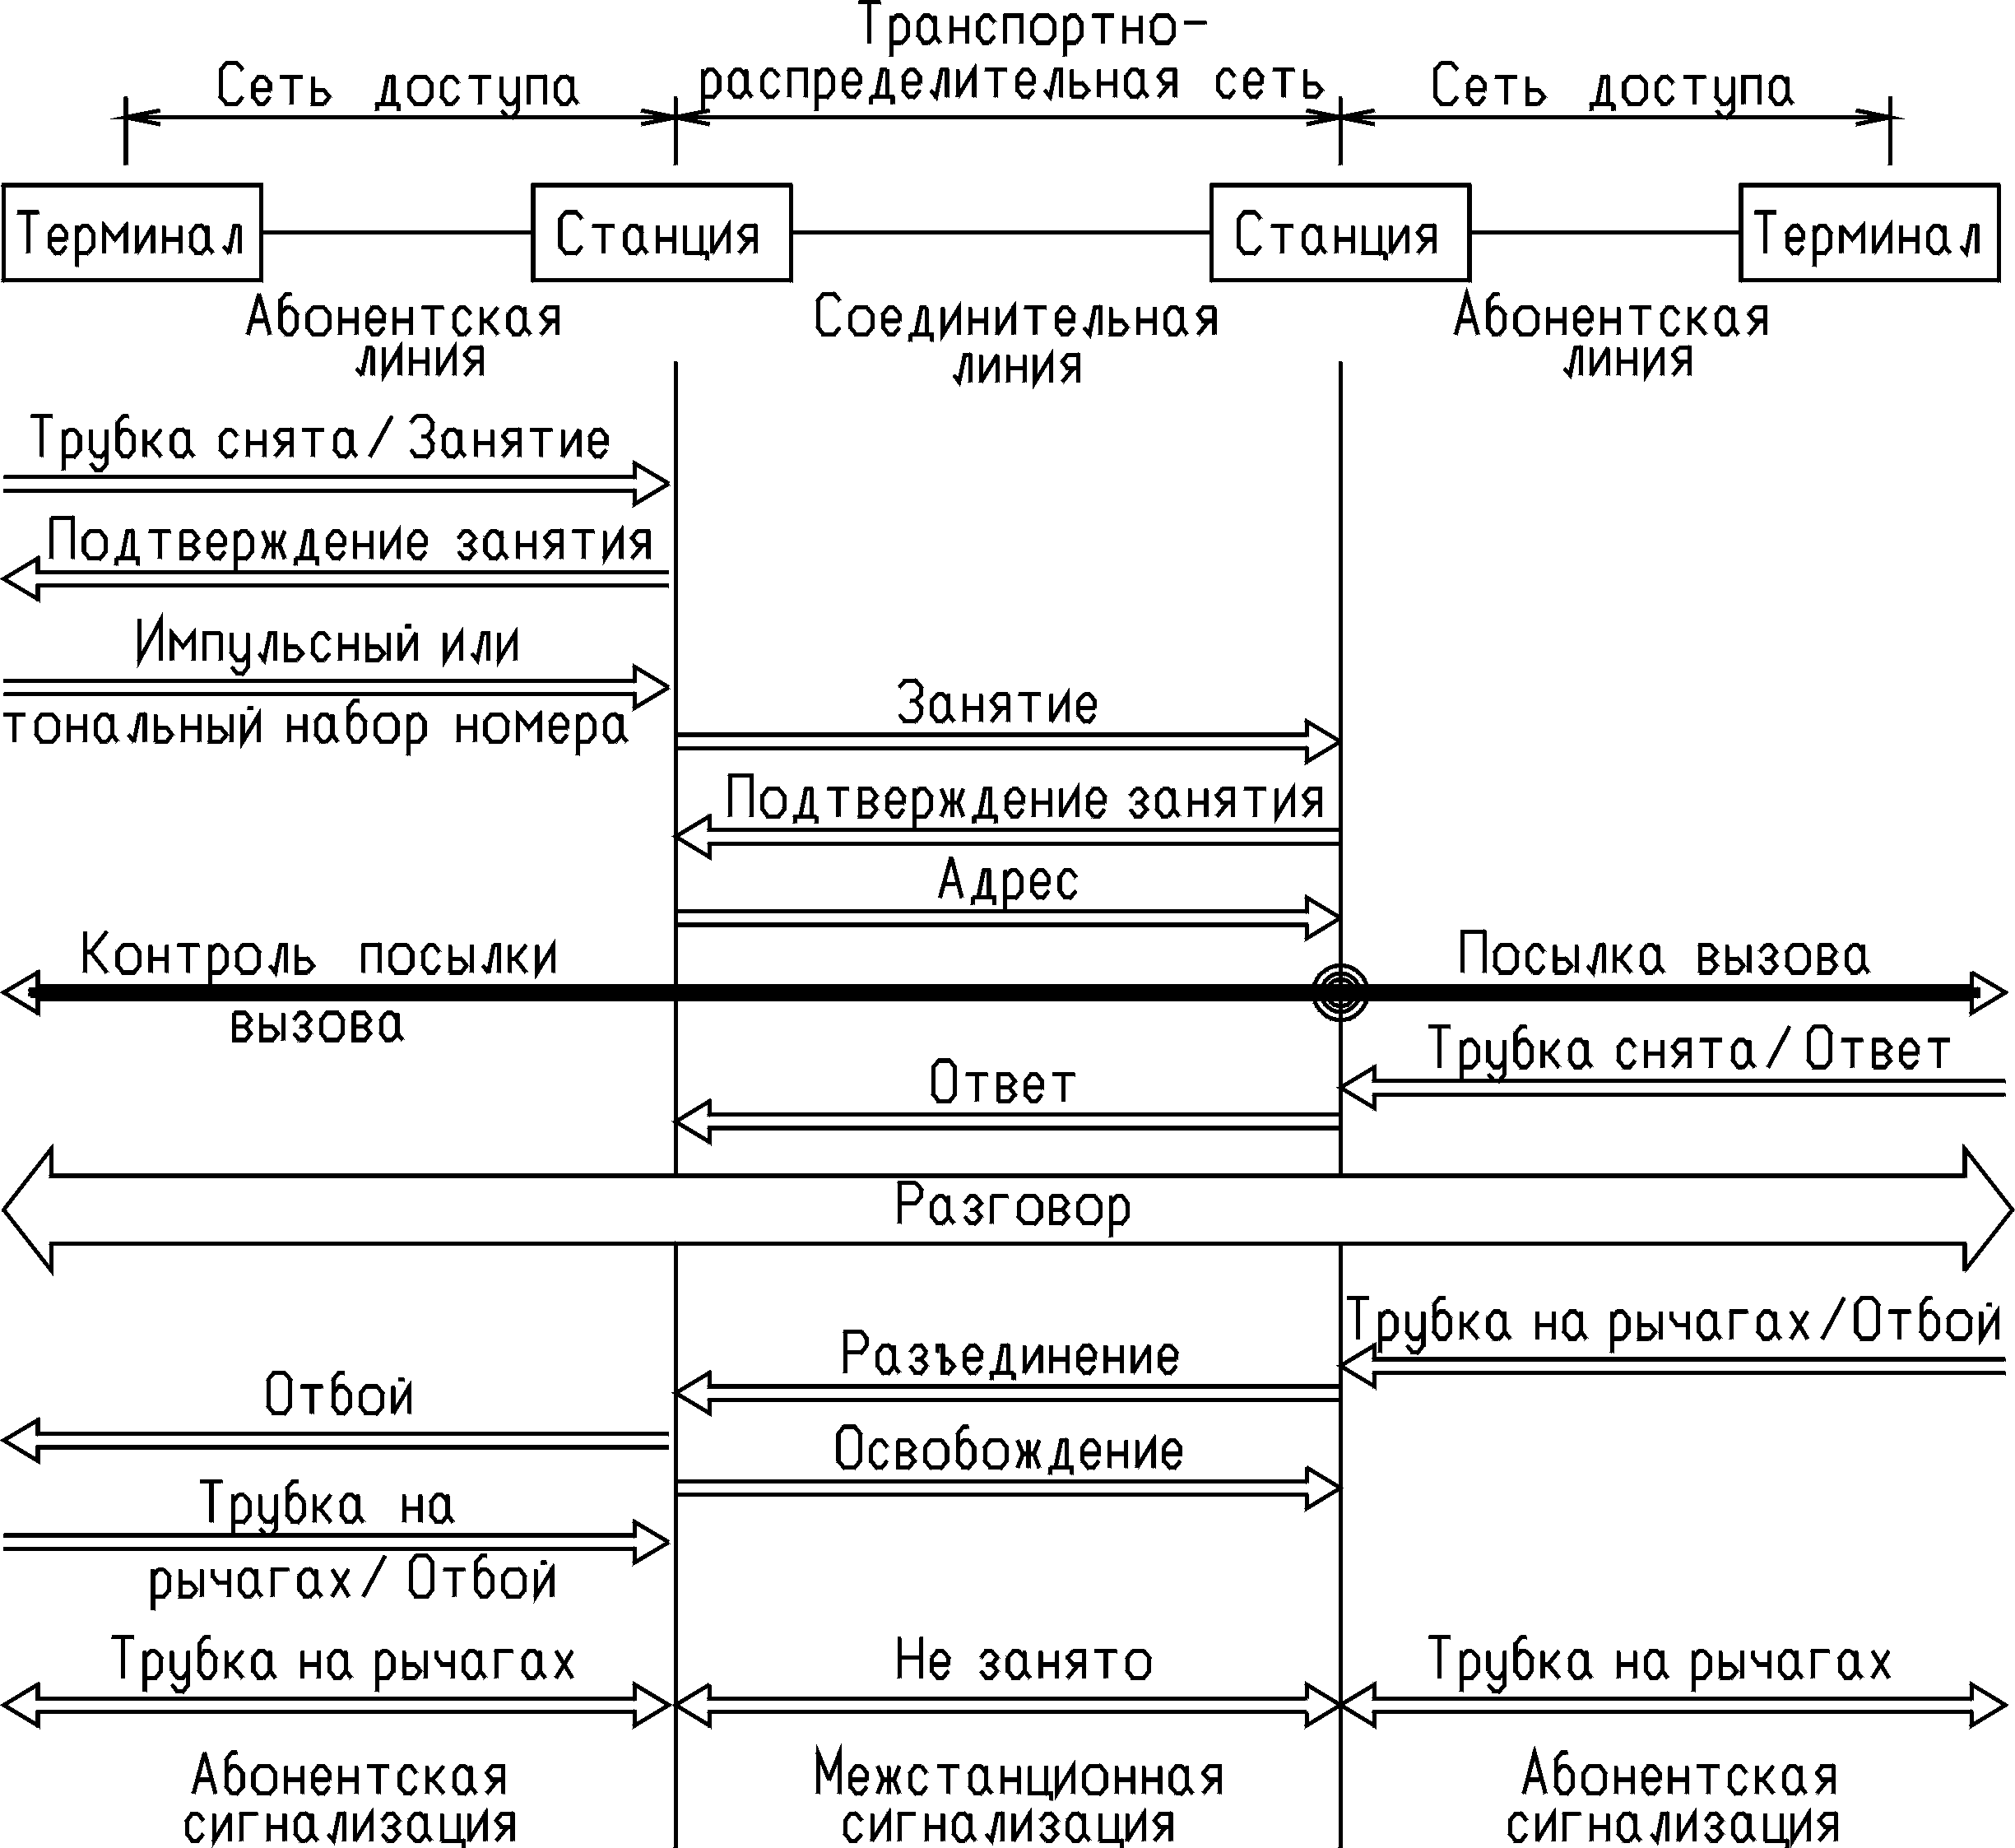 Транспортно-
Сеть доступа
распределительная сеть
Сеть доступа
Терминал
Станция
Станция
Терминал
Абонентская
линия
Соединительная
линия
Абонентская
линия
Трубка снята / Занятие
Подтверждение занятия
Импульсный или
тональный набор номера
Занятие
Подтверждение занятия
Адрес
Контроль посылки
вызова
Посылка вызова
Трубка снята / Ответ
Ответ
Разговор
Трубка на рычагах/Отбой
Разъединение
Отбой
Освобождение
Трубка на
рычагах/ Отбой
Трубка на рычагах
Не занято
Трубка на рычагах
Абонентская
сигнализация
Межстанционная
сигнализация
Абонентская
сигнализация